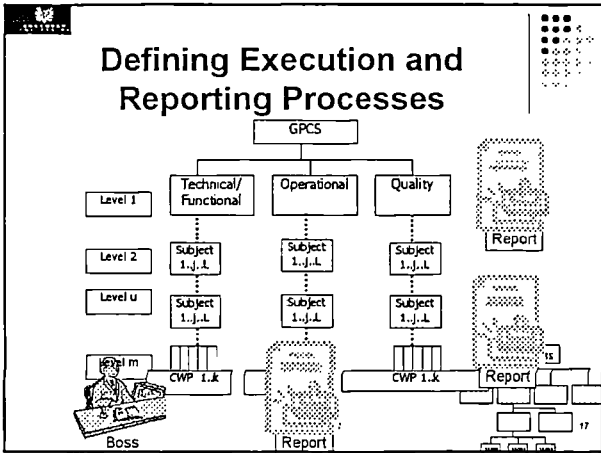 Defining Execution and
Reporting Processes
GPCS
Technical/
Functional
Operational
Quality
Level 1
Report
Level 2
Subject
1..j..L
Subject
1..j..L
Subject
1..j..L
Level u
Subject
1..j..L
Subject
1..j..L
Subject
1..j..L
Level m
CWP 1..k
CWP 1..k
Report
Boss
Report
17